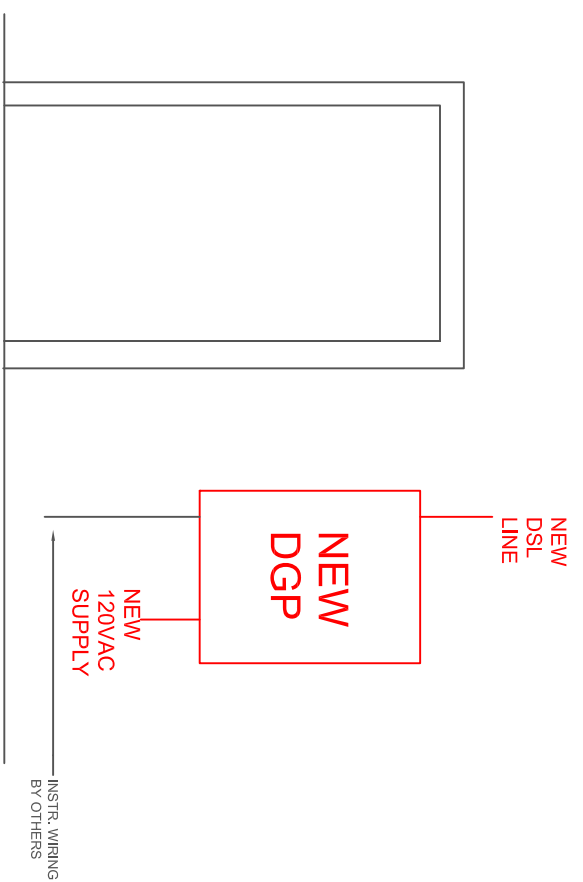 NEW
DSL
LINE
NEW
DGP
NEW
120VAC
SUPPLY
INSTR. WIRING
BY OTHERS